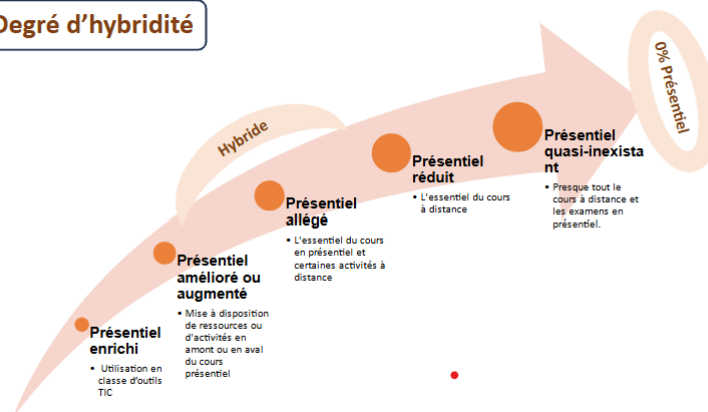 Degré d’hybridité
0% Présentiel
Hybride
Présentiel
enrichi
• Utilisation en
classe d’outils
TIC
Présentiel
amélioré ou
augmenté
• Mise à disposition
de ressources ou
d'activités en
amont ou en aval
du cours
présentiel
Présentiel
allégé
• L'essentiel du cours
en présentiel et
certaines activités à
distance
Présentiel
réduit
• L'essentiel du cours
à distance
Présentiel
quasi-inexista
nt
• Presque tout le
cours à distance et
les examens en
présentiel.